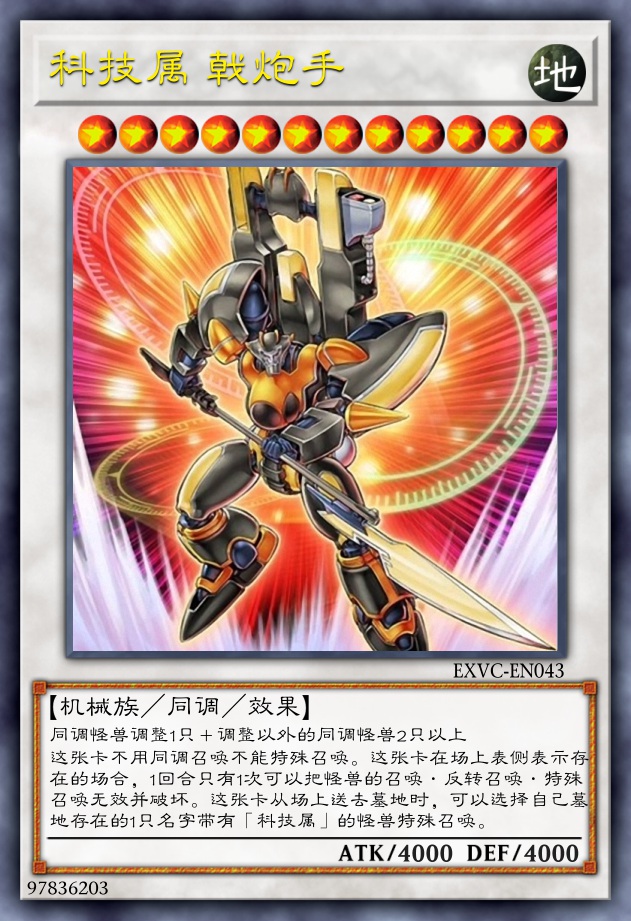 科技属 戟炮手
地
EXVC-EN043
【机械族／同调／效果】
同调怪兽调整1只＋调整以外的同调怪兽2只以上
这张卡不用同调召唤不能特殊召唤。这张卡在场上表侧表示存
在的场合，1回合只有1次可以把怪兽的召唤·反转召唤·特殊
召唤无效并破坏。这张卡从场上送去墓地时，可以选择自己墓
地存在的1只名字带有「科技属」的怪兽特殊召唤。
ATK/4000 DEF/4000
97836203